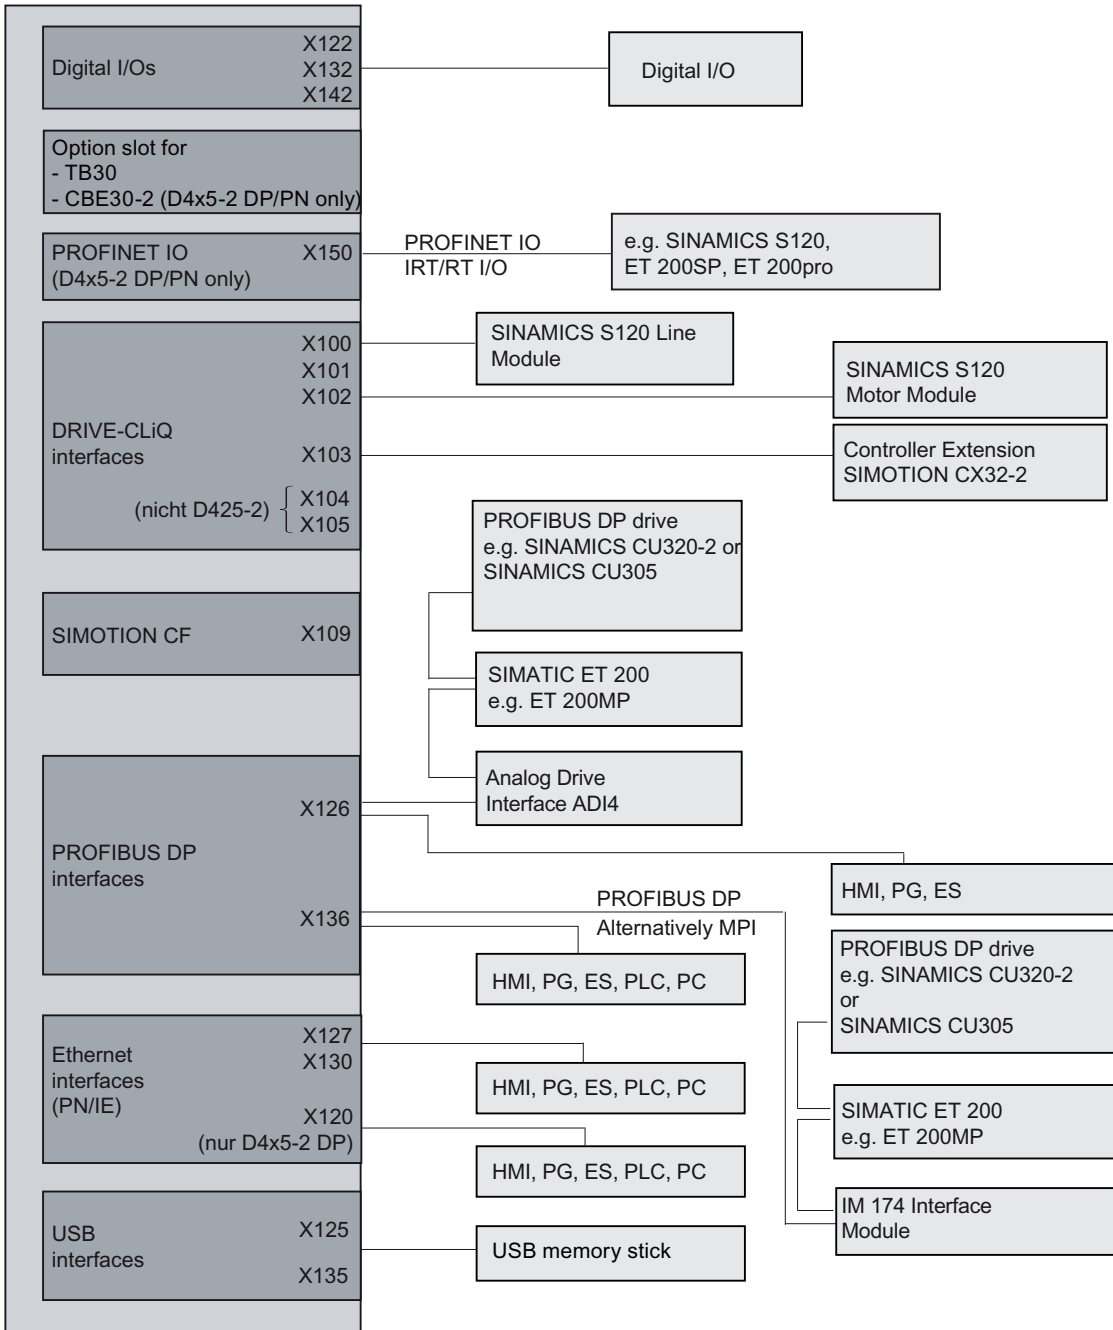 Digital I/Os
X122
X132
X142
Digital I/O
Option slot for
- TB30
- CBE30-2 (D4x5-2 DP/PN only)
PROFINET IO
(D4x5-2 DP/PN only)
X150
PROFINET IO
IRT/RT I/O
e.g. SINAMICS S120,
ET 200SP, ET 200pro
DRIVE-CLiQ
interfaces
X100
X101
X102
X103
(nicht D425-2)
X104
X105
SINAMICS S120 Line
Module
SINAMICS S120
Motor Module
Controller Extension
SIMOTION CX32-2
SIMOTION CF
X109
PROFIBUS DP drive
e.g. SINAMICS CU320-2 or
SINAMICS CU305
SIMATIC ET 200
e.g. ET 200MP
Analog Drive
Interface ADI4
PROFIBUS DP
interfaces
X126
X136
HMI, PG, ES
PROFIBUS DP
Alternatively MPI
HMI, PG, ES, PLC, PC
PROFIBUS DP drive
e.g. SINAMICS CU320-2
or
SINAMICS CU305
SIMATIC ET 200
e.g. ET 200MP
IM 174 Interface
Module
Ethernet
interfaces
(PN/IE)
X127
X130
X120
(nur D4x5-2 DP)
HMI, PG, ES, PLC, PC
HMI, PG, ES, PLC, PC
USB
interfaces
X125
X135
USB memory stick